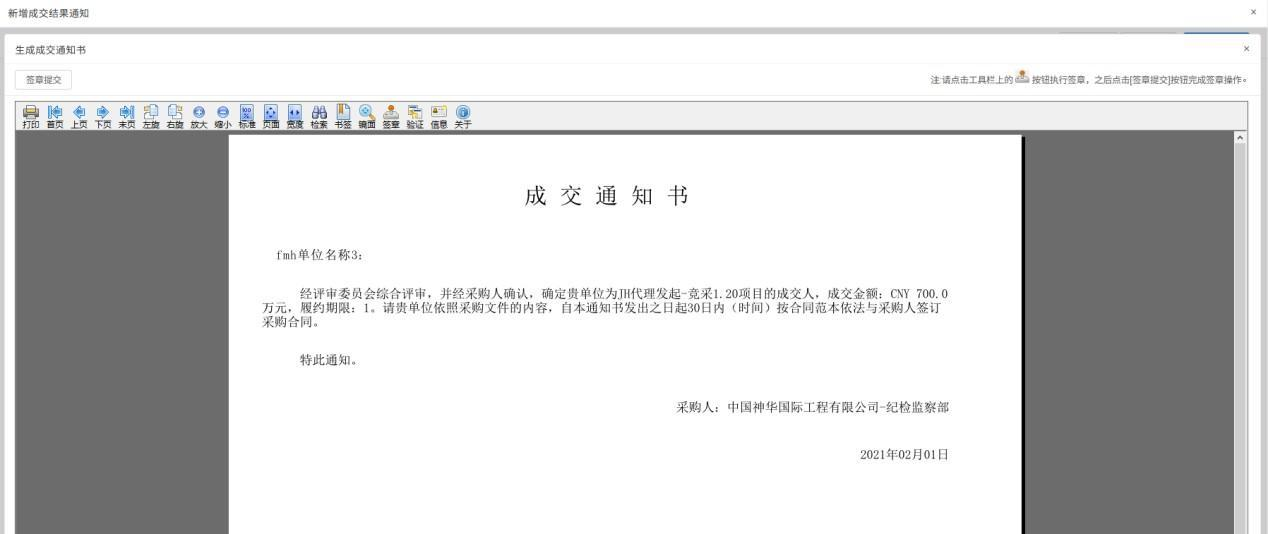 新增成交结果通知 ×
生成成交通知书 ×
签章提交 注:请点击工具栏上的 按钮执行签章，之后点击[签章提交]按钮完成签章操作。
打印 首页 上页 下页 末页 左旋 右旋 放大 缩小 标准 页面 宽度 检索 书签 镜面 签章 验证 信息 关于
成交通知书
fmh单位名称3:
经评审委员会综合评审，并经采购人确认，确定贵单位为JH代理发起-竞采1.20项目的成交人，成交金额：CNY 700.0
万元，履约期限：1。请贵单位依照采购文件的内容，自本通知书发出之日起30日内（时间）按合同范本依法与采购人签订
采购合同。
特此通知。
采购人：中国神华国际工程有限公司-纪检监察部
2021年02月01日